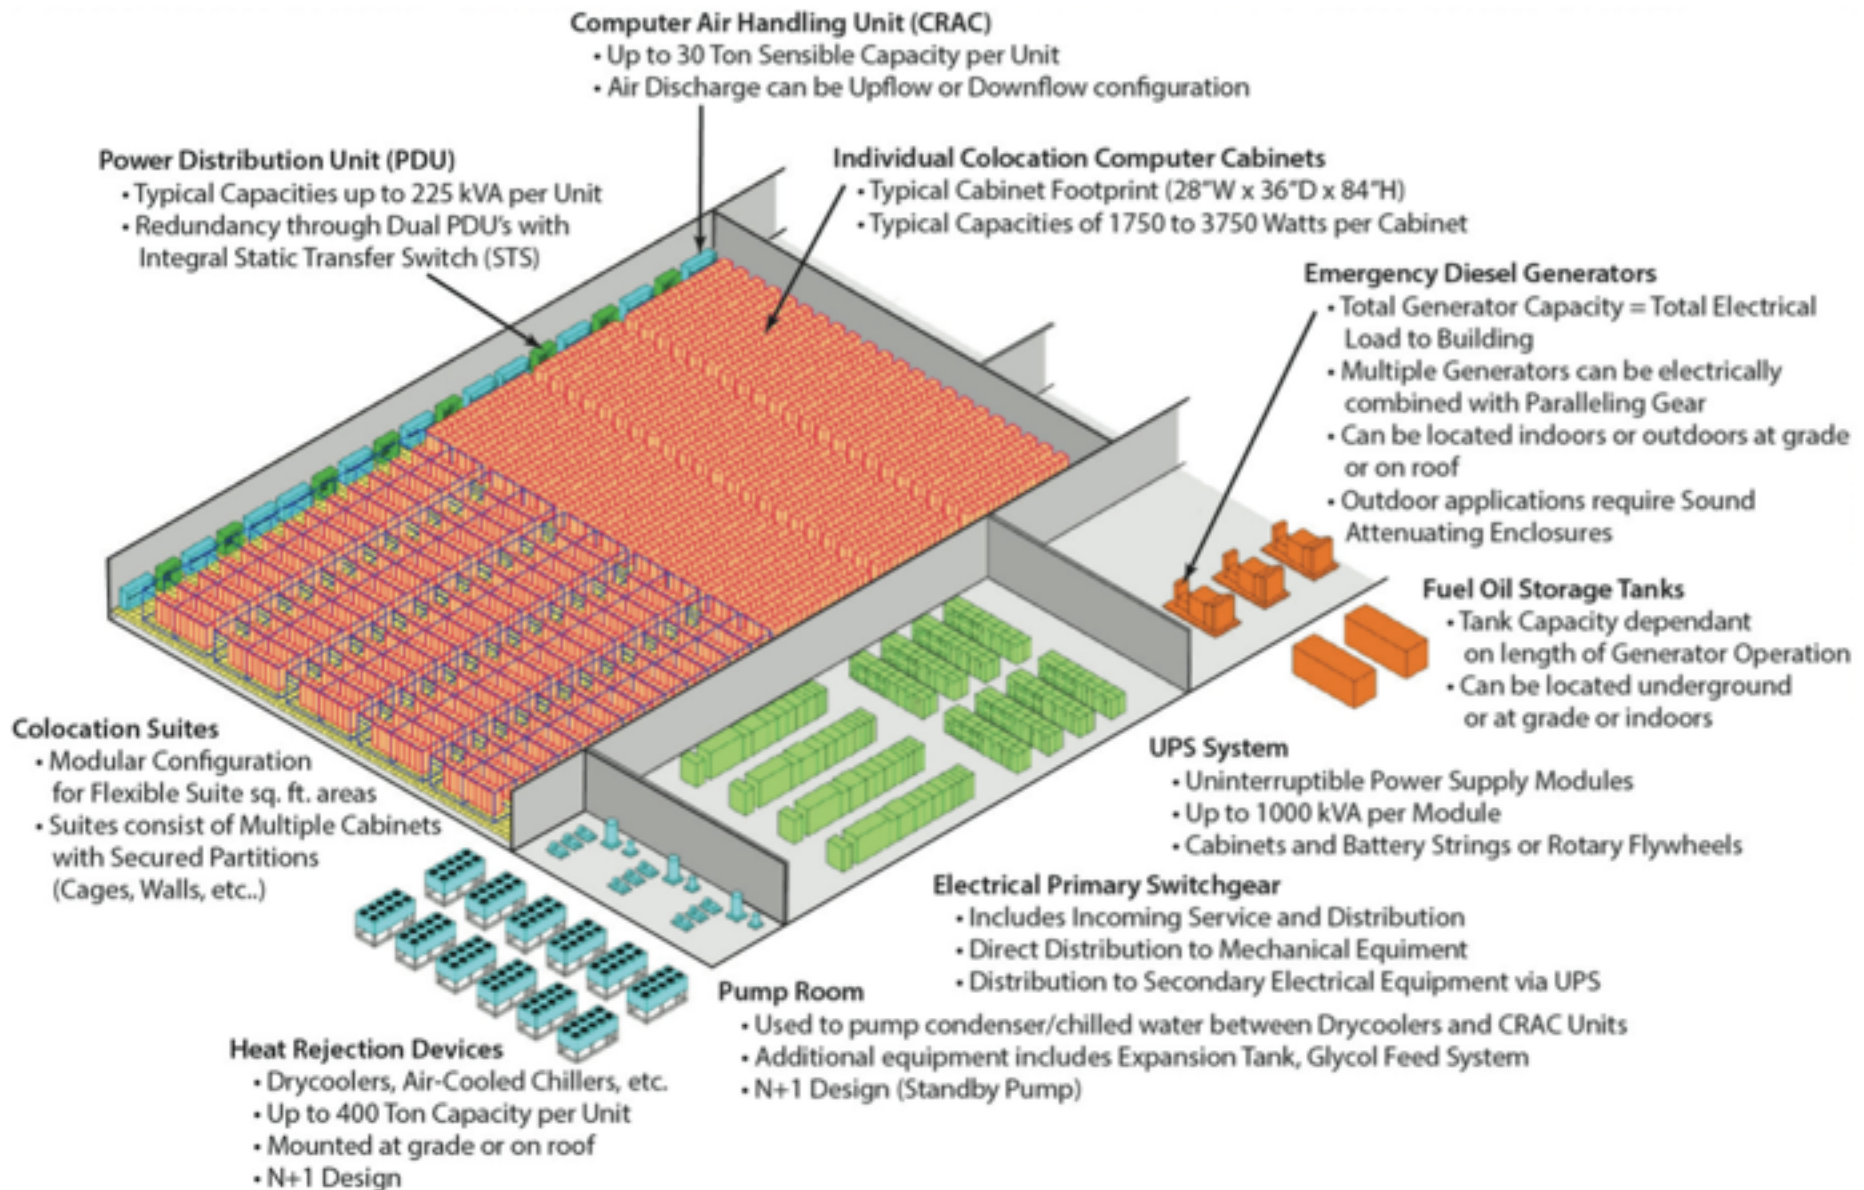 Computer Air Handling Unit (CRAC)
• Up to 30 Ton Sensible Capacity per Unit
• Air Discharge can be Upflow or Downflow configuration
Power Distribution Unit (PDU)
• Typical Capacities up to 225 kVA per Unit
• Redundancy through Dual PDU's with
Integral Static Transfer Switch (STS)
Individual Colocation Computer Cabinets
• Typical Cabinet Footprint (28"W x 36"D x 84"H)
• Typical Capacities of 1750 to 3750 Watts per Cabinet
Emergency Diesel Generators
• Total Generator Capacity = Total Electrical
Load to Building
• Multiple Generators can be electrically
combined with Paralleling Gear
• Can be located indoors or outdoors at grade
or on roof
• Outdoor applications require Sound
Attenuating Enclosures
Fuel Oil Storage Tanks
• Tank Capacity dependant
on length of Generator Operation
• Can be located underground
or at grade or indoors
Colocation Suites
• Modular Configuration
for Flexible Suite sq. ft. areas
• Suites consist of Multiple Cabinets
with Secured Partitions
(Cages, Walls, etc..)
UPS System
• Uninterruptible Power Supply Modules
• Up to 1000 kVA per Module
• Cabinets and Battery Strings or Rotary Flywheels
Electrical Primary Switchgear
• Includes Incoming Service and Distribution
• Direct Distribution to Mechanical Equiment
• Distribution to Secondary Electrical Equipment via UPS
Pump Room
• Used to pump condenser/chilled water between Drycoolers and CRAC Units
• Additional equipment includes Expansion Tank, Glycol Feed System
• N+1 Design (Standby Pump)
Heat Rejection Devices
• Drycoolers, Air-Cooled Chillers, etc.
• Up to 400 Ton Capacity per Unit
• Mounted at grade or on roof
• N+1 Design